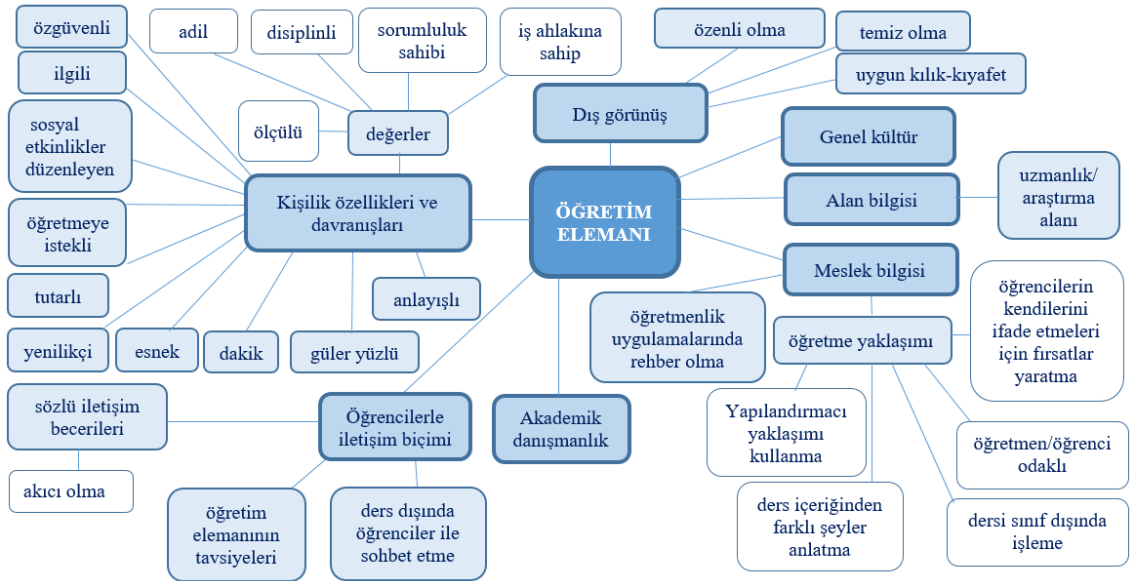 özgüvenli
adil
disiplinli
sorumluluk
sahibi
iş ahlakına
sahip
özenli olma
temiz olma
uygun kılık-kıyafet
ilgili
Dış görünüş
sosyal
etkinlikler
düzenleyen
ölçülü
değerler
Genel kültür
Kişilik özellikleri ve
davranışları
ÖĞRETİM
ELEMANI
Alan bilgisi
uzmanlık/
araştırma
alanı
öğretmeye
istekli
Meslek bilgisi
tutarlı
anlayışlı
öğretmenlik
uygulamalarında
rehber olma
öğretme yaklaşımı
öğrencilerin
kendilerini
ifade etmeleri
için fırsatlar
yaratma
yenilikçi
esnek
dakik
güler yüzlü
sözlü iletişim
becerileri
Öğrencilerle
iletişim biçimi
Akademik
danışmanlık
Yapılandırmacı
yaklaşımı
kullanma
öğretmen/öğrenci
odaklı
akıcı olma
öğretim
elemanının
tavsiyeleri
ders dışında
öğrenciler ile
sohbet etme
ders içeriğinden
farklı şeyler
anlatma
dersi sınıf dışında
işleme